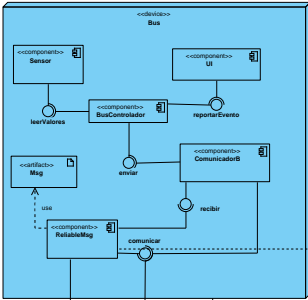 <<device>>
Bus
<<component>>
Sensor
<<component>>
UI
leerValores
<<component>>
BusControlador
reportarEvento
<<artifact>>
Msg
enviar
<<component>>
ComunicadorB
use
recibir
<<component>>
ReliableMsg
comunicar